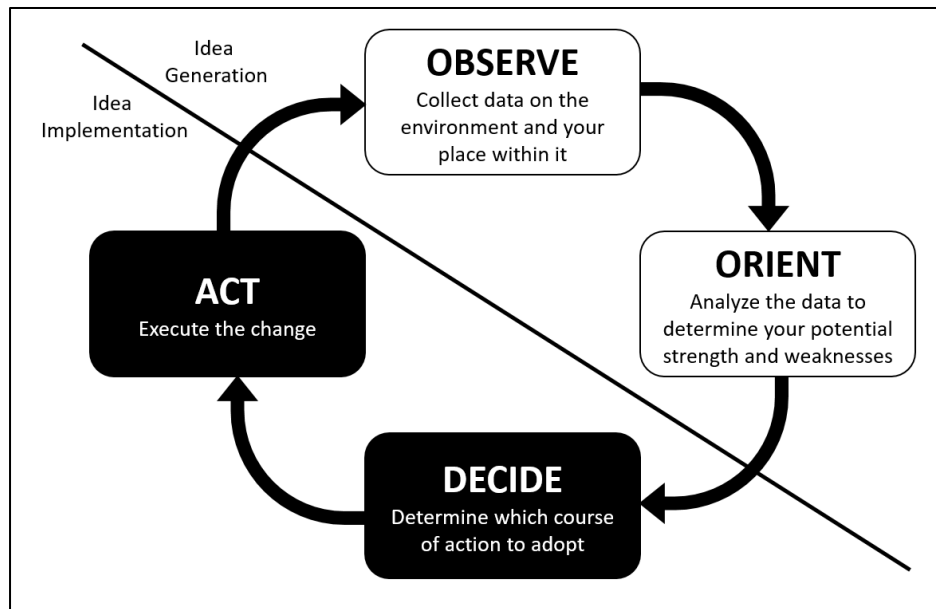 Idea
Generation
Idea
Implementation
OBSERVE
Collect data on the
environment and your
place within it
ORIENT
Analyze the data to
determine your potential
strength and weaknesses
DECIDE
Determine which course
of action to adopt
ACT
Execute the change